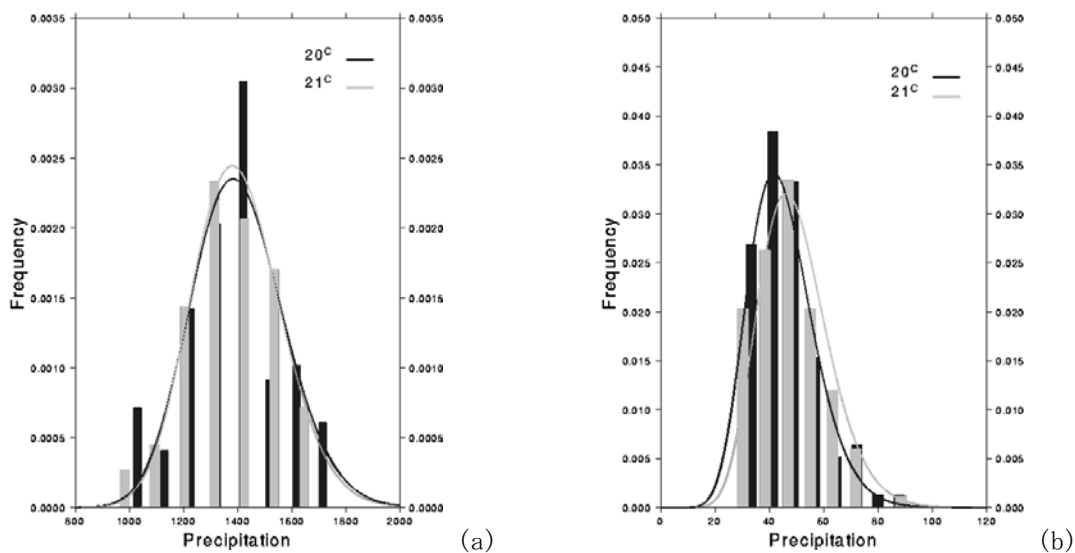 0.0035 0.0035 0.050 0.050
20C 20C
21C 21C
0.0030 0.0030 0.045 0.045
0.040 0.040
0.0025 0.0025 0.035 0.035
0.0020 0.0020 0.030 0.030
Frequency Frequency
0.025 0.025
0.0015 0.0015 0.020 0.020
0.0010 0.0010 0.015 0.015
0.010 0.010
0.0005 0.0005 0.005 0.005
0.0000 0.0000 0.000 0.000
800 1000 1200 1400 1600 1800 2000 0 20 40 60 80 100 120
Precipitation (a) Precipitation (b)